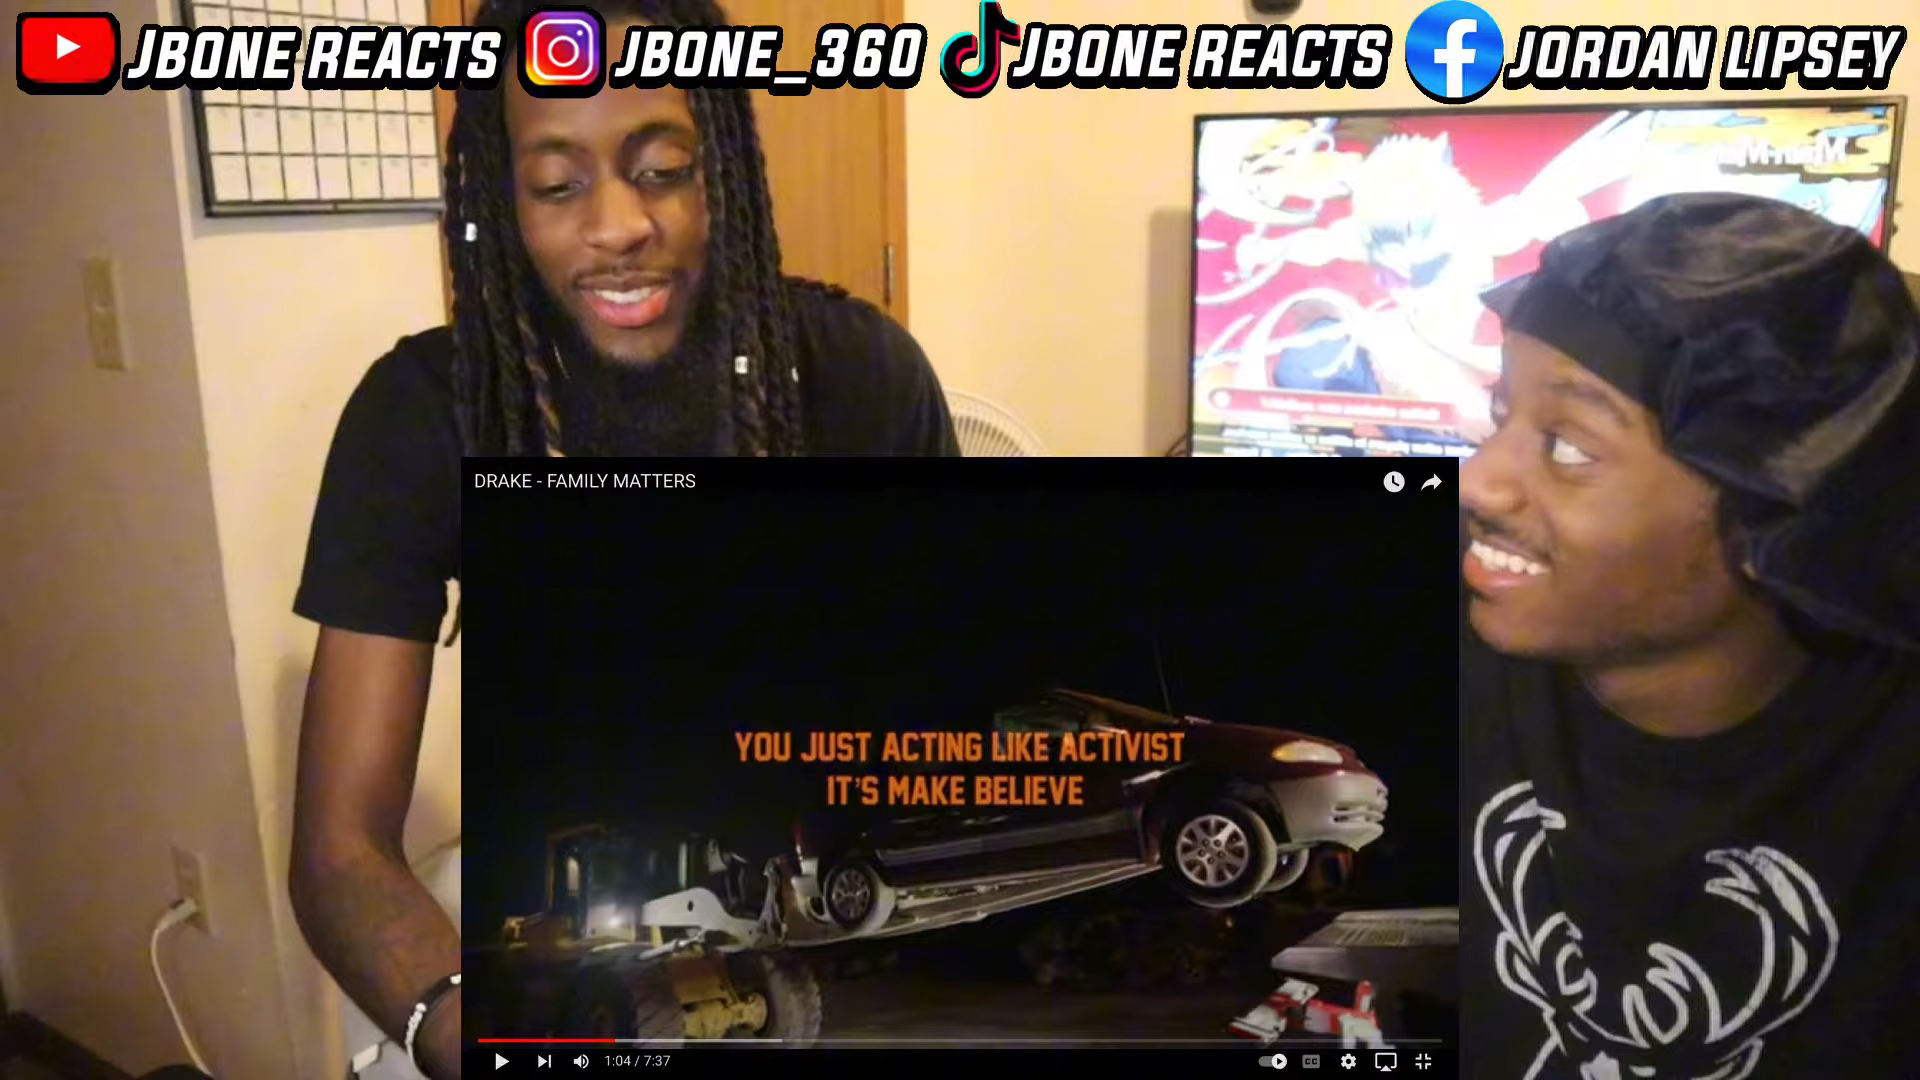 JBONE REACTS JBONE_360 JBONE REACTS JORDAN LIPSEY
DRAKE - FAMILY MATTERS
YOU JUST ACTING LIKE ACTIVIST
IT'S MAKE BELIEVE
1:04 / 7:37
CC